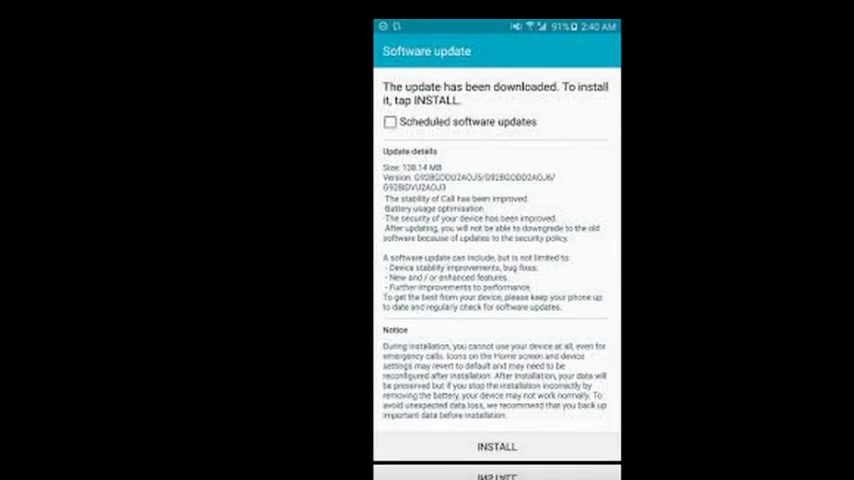 91% 2:40 AM
Software update
The update has been downloaded. To install
it, tap INSTALL.
Scheduled software updates
Update details
Size: 138.14 MB
Version:
-The stability of Call has been improved.
-Battery usage optimisation
-The security of your device has been improved.
After updating, you will not be able to downgrade to the old
software because of updates to the security policy.
A software update can include, but is not limited to:
- Device stability improvements, bug fixes.
- New and / or enhanced features.
- Further improvements to performance.
To get the best from your device, please keep your phone up
to date and regularly check for software updates.
Notice
During installation, you cannot use your device at all, even for
emergency calls. Icons on the Home screen and device
settings may revert to default and may need to be
reconfigured after installation. After installation, your data will
be preserved but if you stop the installation incorrectly by
removing the battery, your device may not work normally. To
avoid unexpected data loss, we recommend that you back up
important data before installation.
INSTALL